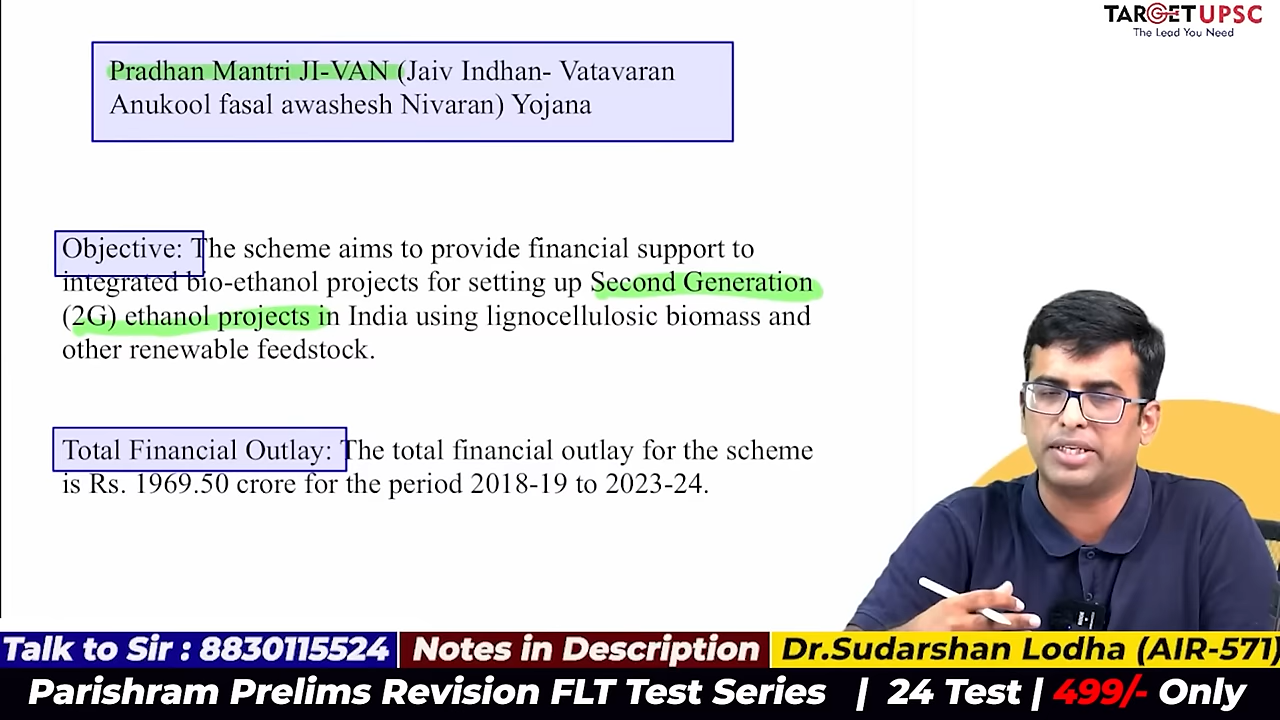 TARGET UPSC
The Lead You Need
Pradhan Mantri JI-VAN (Jaiv Indhan- Vatavaran
Anukool fasal awashesh Nivaran) Yojana
Objective: The scheme aims to provide financial support to
integrated bio-ethanol projects for setting up Second Generation
(2G) ethanol projects in India using lignocellulosic biomass and
other renewable feedstock.
Total Financial Outlay: The total financial outlay for the scheme
is Rs. 1969.50 crore for the period 2018-19 to 2023-24.
Talk to Sir : 8830115524 Notes in Description Dr.Sudarshan Lodha (AIR-571)
Parishram Prelims Revision FLT Test Series | 24 Test | 499/- Only